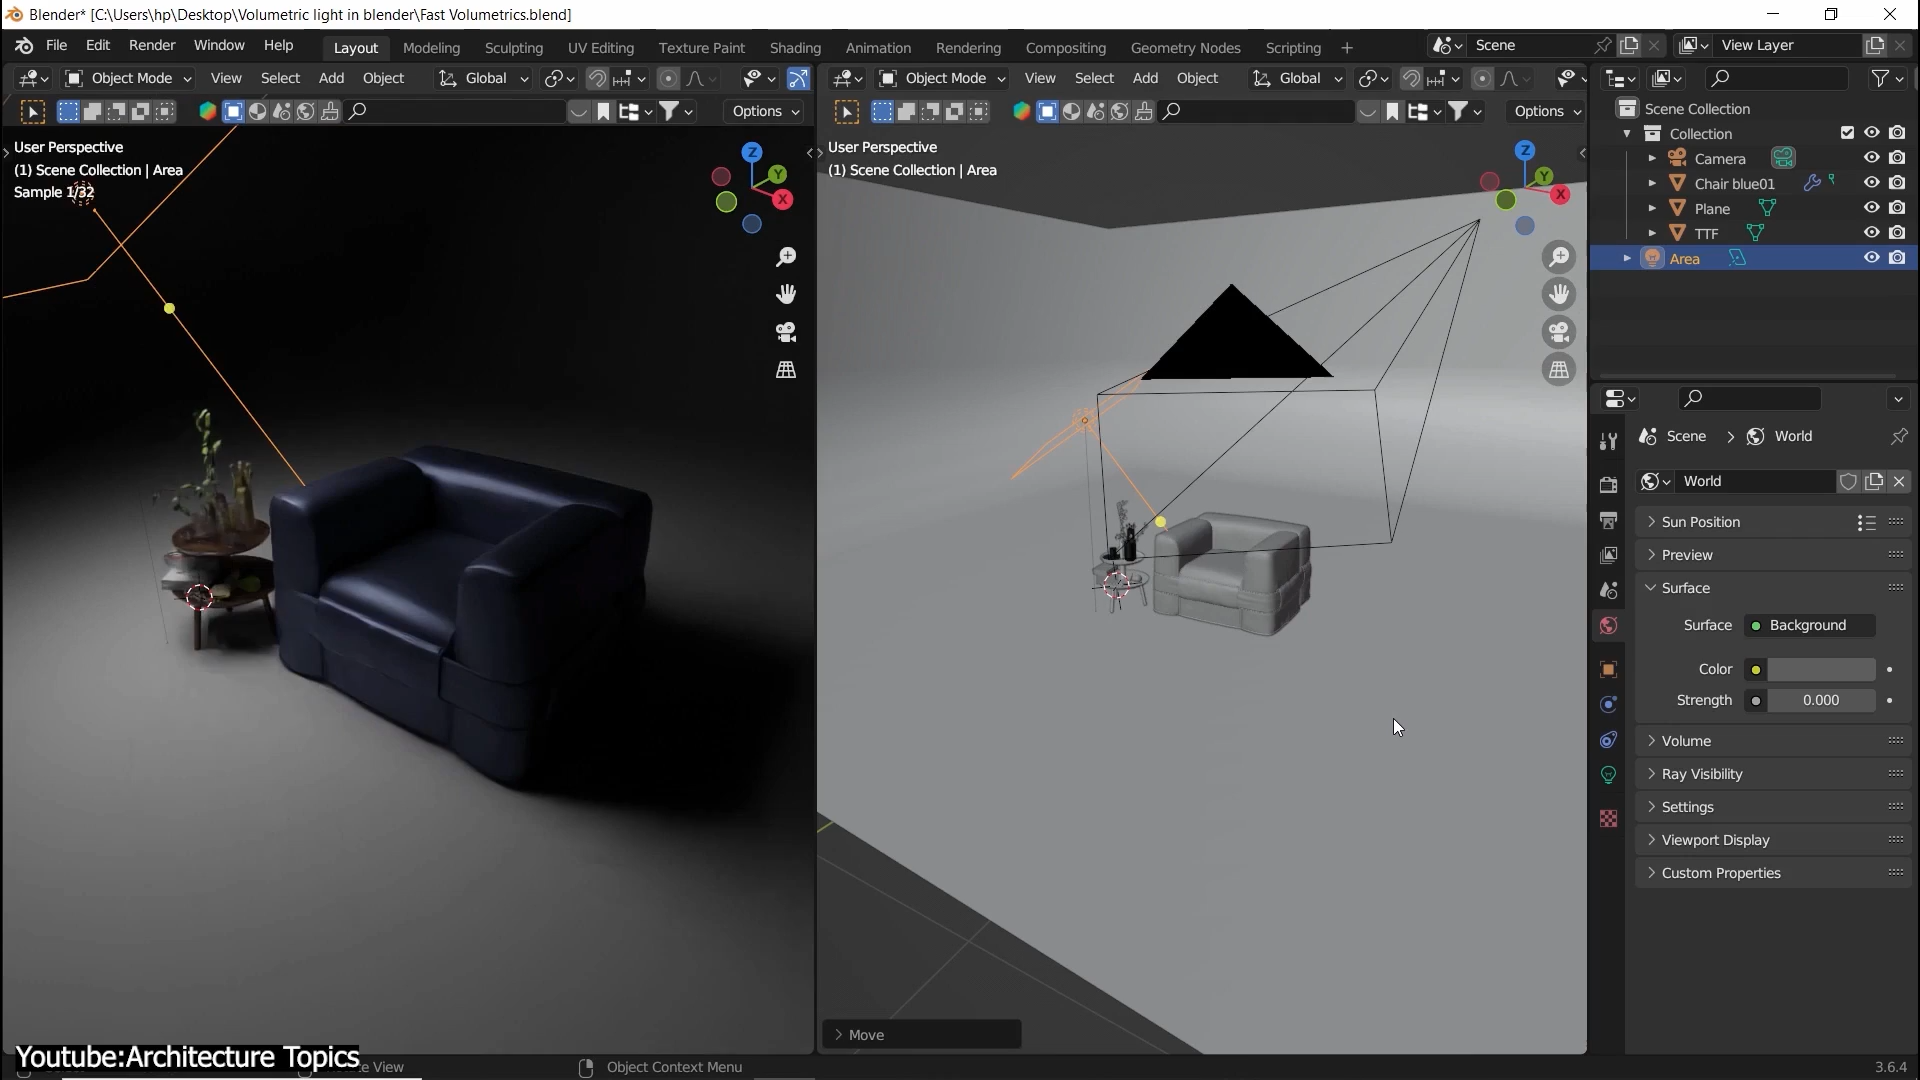 Blender* [C:\Users\hp\Desktop\Volumetric light in blender\Fast Volumetrics.blend]
File Edit Render Window Help Layout Modeling Sculpting UV Editing Texture Paint Shading Animation Rendering Compositing Geometry Nodes Scripting + Scene View Layer
Object Mode View Select Add Object Global Object Mode View Select Add Object Global
Options Options
User Perspective
(1) Scene Collection | Area
Sample 1/32
Z
Y
X
User Perspective
(1) Scene Collection | Area
Z
Y
X
Scene Collection
Collection
Camera
Chair blue01
Plane
TTF
Area
Scene > World
World
Sun Position
Preview
Surface
Surface Background
Color
Strength 0.000
Volume
Ray Visibility
Settings
Viewport Display
Custom Properties
Move
Youtube:Architecture Topics
View Object Context Menu 3.6.4